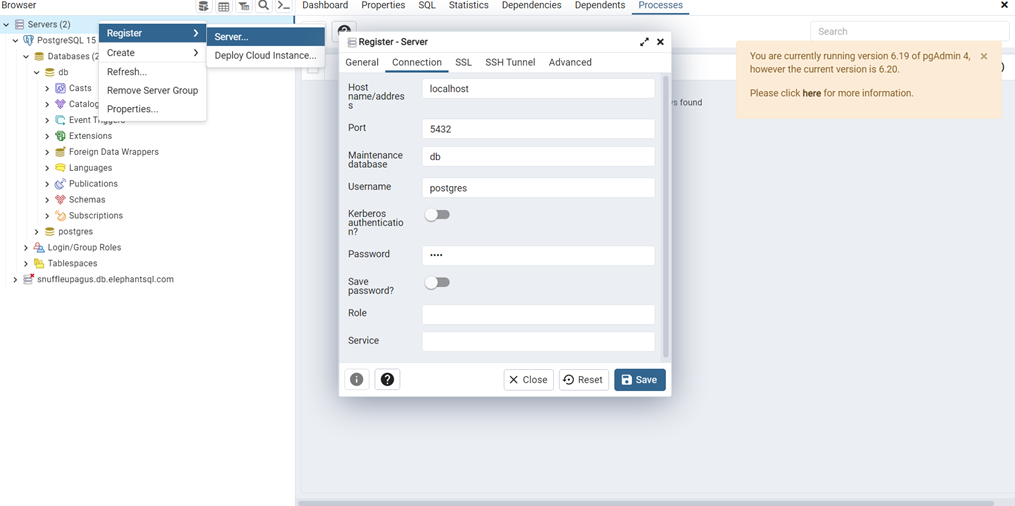 Browser
Dashboard Properties SQL Statistics Dependencies Dependents Processes
Servers (2)
PostgreSQL 15
Databases (2
db
Casts
Catalog
Event Triggers
Extensions
Foreign Data Wrappers
Languages
Publications
Schemas
Subscriptions
postgres
Login/Group Roles
Tablespaces
snuffleupagus.db.elephantsql.com
Register
Create
Refresh...
Remove Server Group
Properties...
Server...
Deploy Cloud Instance...
Register - Server
General Connection SSL SSH Tunnel Advanced
Host
name/addres
s
localhost
Port
5432
Maintenance
database
db
Username
postgres
Kerberos
authenticatio
n?
Password
••••
Save
password?
Role
Service
Close
Reset
Save
Search
You are currently running version 6.19 of pgAdmin 4,
however the current version is 6.20.
Please click here for more information.
found